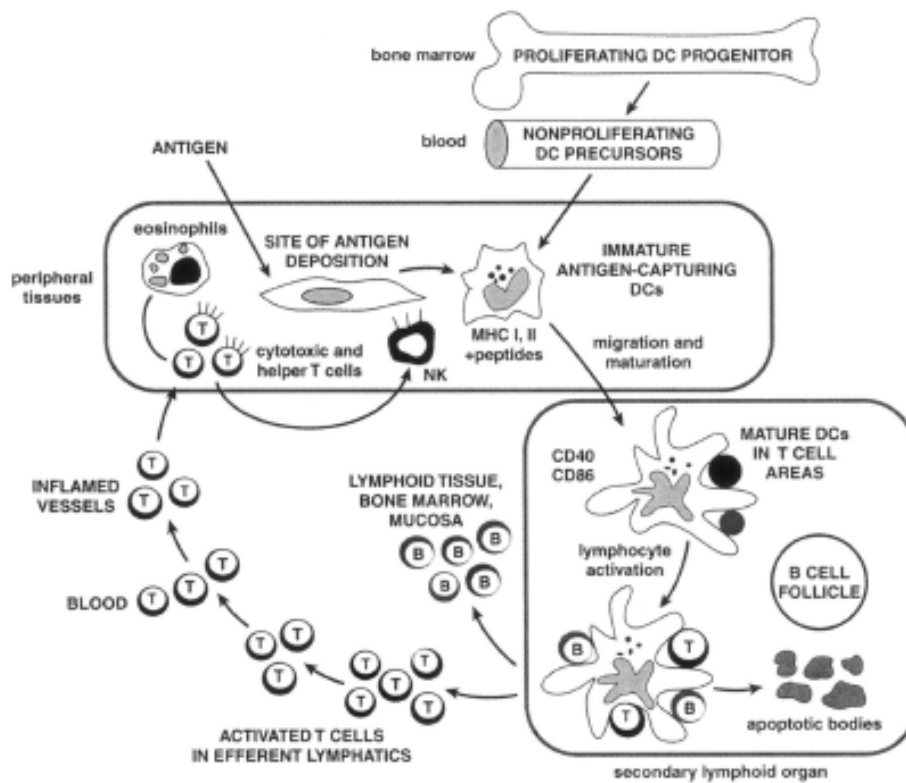 bone marrow
PROLIFERATING DC PROGENITOR
blood
NONPROLIFERATING
DC PRECURSORS
ANTIGEN
peripheral
tissues
eosinophils
SITE OF ANTIGEN
DEPOSITION
IMMATURE
ANTIGEN-CAPTURING
DCs
MHC I, II
+peptides
T
T
T
cytotoxic and
helper T cells
NK
migration and
maturation
CD40
CD86
MATURE DCs
IN T CELL
AREAS
lymphocyte
activation
B CELL
FOLLICLE
B
T
T
B
apoptotic bodies
secondary lymphoid organ
LYMPHOID TISSUE,
BONE MARROW,
MUCOSA
B
B
B
B
B
INFLAMED
VESSELS
T
T
T
BLOOD
T
T
T
T
T
T
T
T
T
T
T
ACTIVATED T CELLS
IN EFFERENT LYMPHATICS